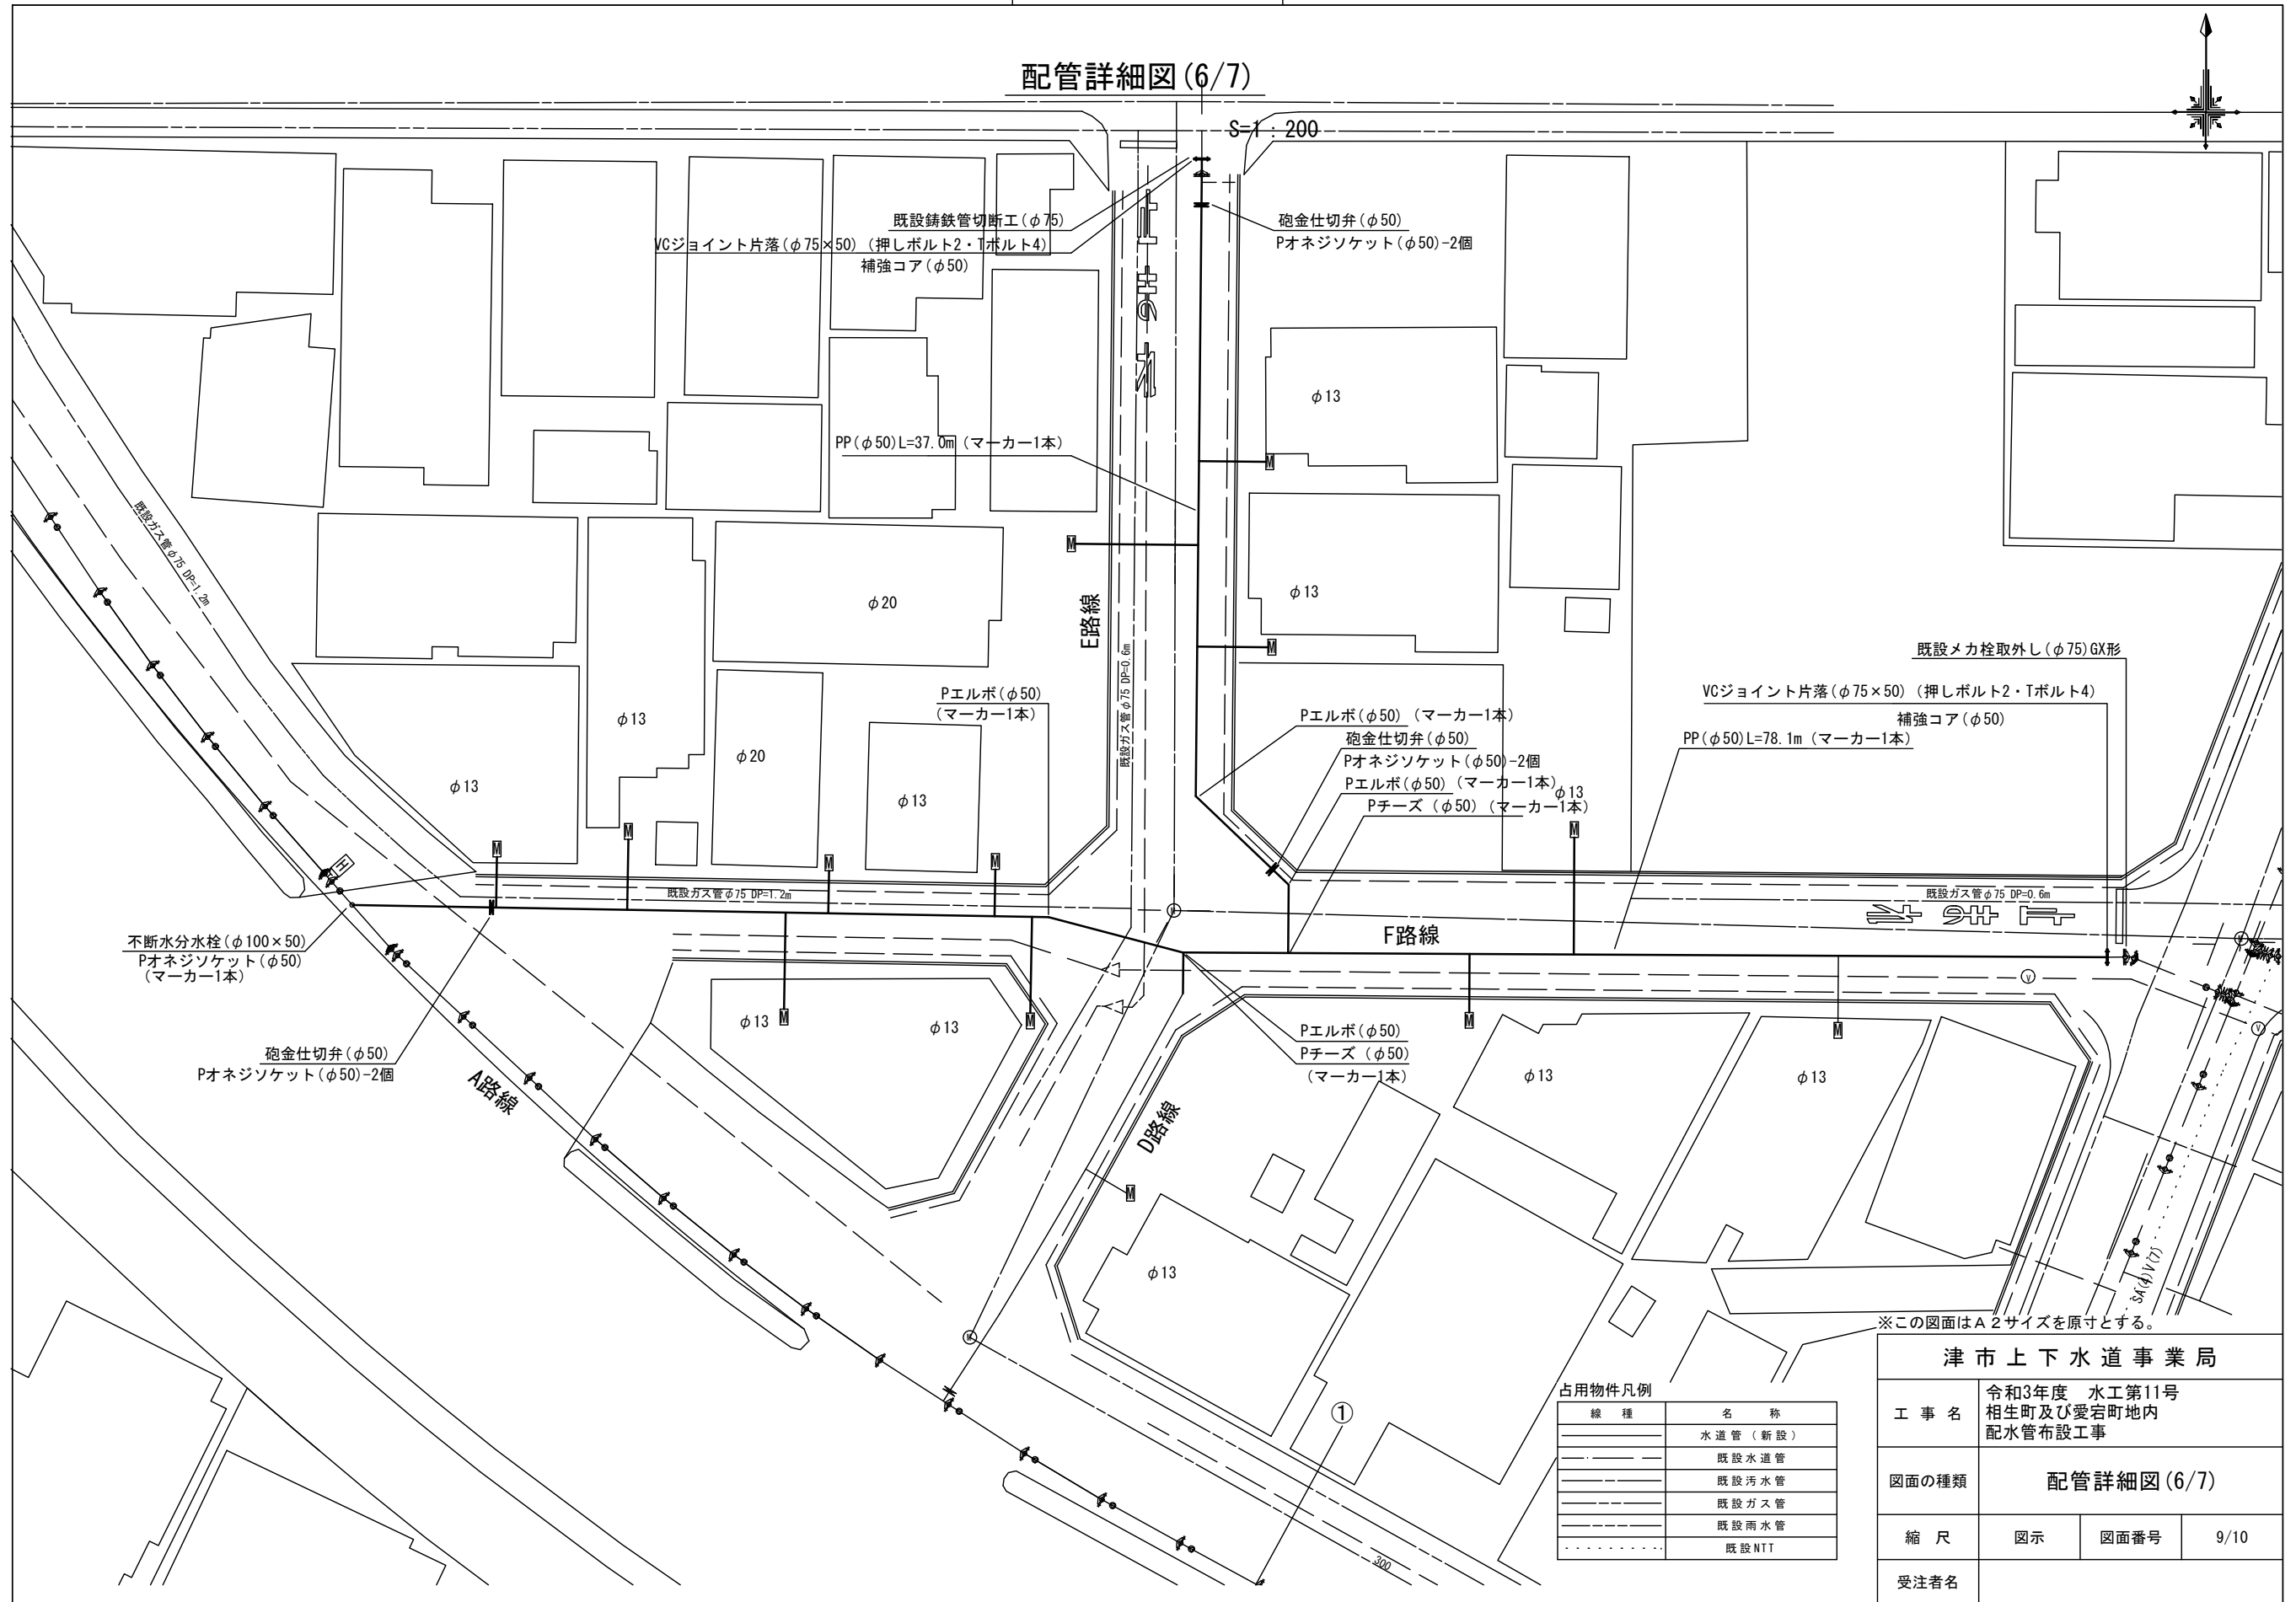 配管詳細図(6/7)
S=1：200
既設鋳鉄管切断工(φ75)
VCジョイント片落(φ75×50)(押しボルト2・Tボルト4)
補強コア(φ50)
砲金仕切弁(φ50)
Pオネジソケット(φ50)-2個
φ13
PP(φ50)L=37.0m(マーカー1本)
既設ガス管φ75 DP=1.2m
M
M
φ13
φ20
E路線
M
既設ガス管φ75 DP=0.6m
既設メカ栓取外し(φ75)GX形
VCジョイント片落(φ75×50)(押しボルト2・Tボルト4)
補強コア(φ50)
PP(φ50)L=78.1m(マーカー1本)
Pエルボ(φ50)
(マーカー1本)
Pエルボ(φ50)(マーカー1本)
砲金仕切弁(φ50)
Pオネジソケット(φ50)-2個
Pエルボ(φ50)(マーカー1本)
Pチーズ(φ50)(マーカー1本)
φ13
φ13
φ20
φ13
φ13
M
M
M
M
M
H
既設ガス管φ75 DP=1.2m
既設ガス管φ75 DP=0.6m
F路線
不断水分水栓(φ100×50)
Pオネジソケット(φ50)
(マーカー1本)
V
V
V
砲金仕切弁(φ50)
Pオネジソケット(φ50)-2個
A路線
φ13
φ13
M
M
M
M
Pエルボ(φ50)
Pチーズ(φ50)
(マーカー1本)
D路線
M
φ13
φ13
φ13
SA(4)V(7)
①
300
※この図面はA2サイズを原寸とする。
占用物件凡例
線種 名称
水道管(新設)
既設水道管
既設汚水管
既設ガス管
既設雨水管
既設NTT
津市上下水道事業局
工事名 令和3年度 水工第11号
相生町及び愛宕町地内
配水管布設工事
図面の種類 配管詳細図(6/7)
縮尺 図示 図面番号 9/10
受注者名